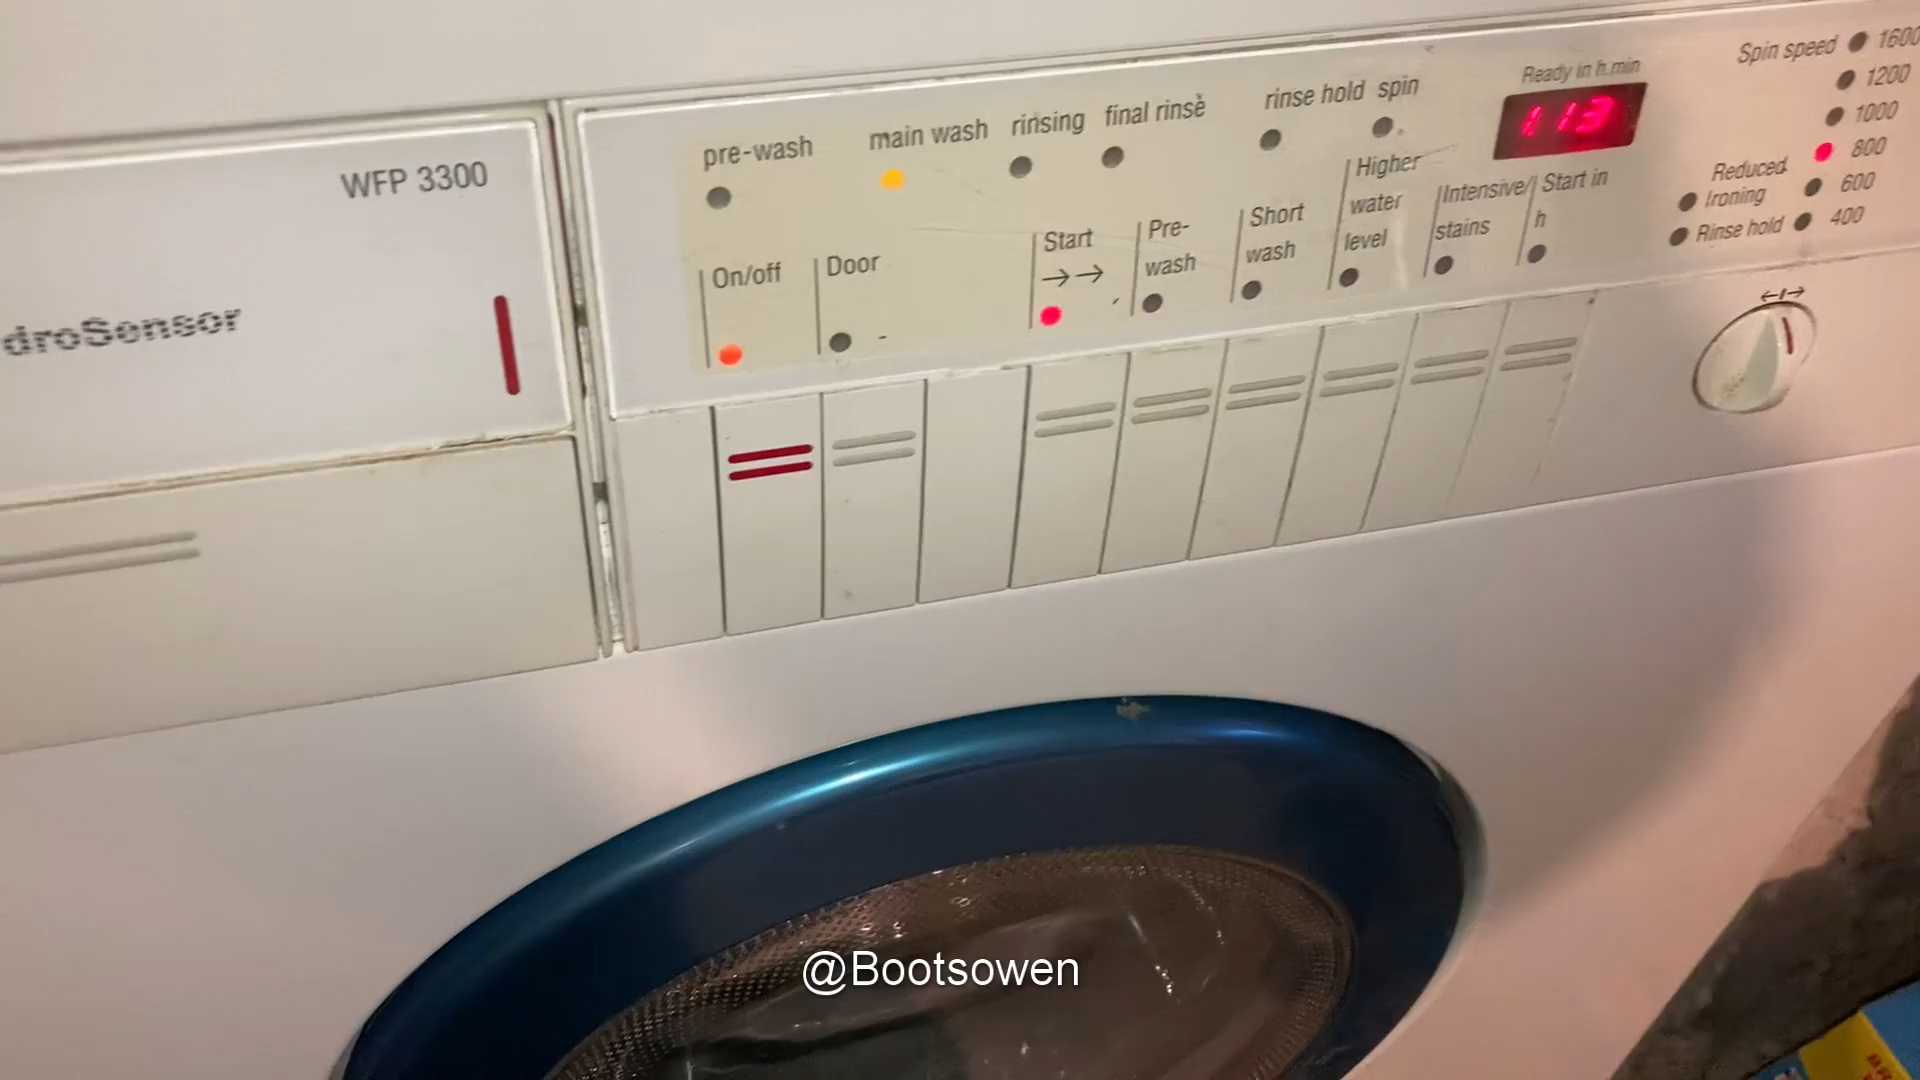 WFP 3300
droSensor
pre-wash
main wash
rinsing
final rinse
rinse hold
spin
Ready in h.min
1 13
Spin speed
1600
1200
1000
800
600
400
Reduced
Ironing
Rinse hold
On/off
Door
Start
→→
Pre-
wash
Short
wash
Higher
water
level
Intensive/
stains
Start in
h
@Bootsowen